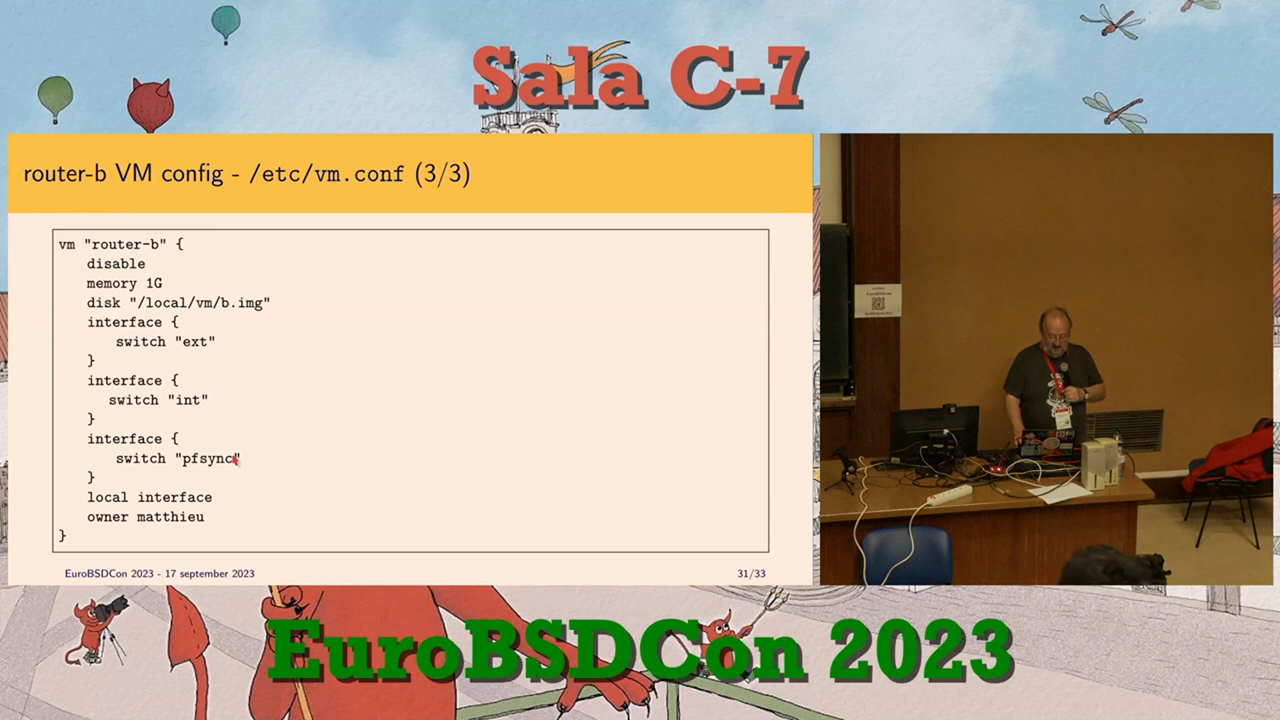 Sala C-7
router-b VM config - /etc/vm.conf (3/3)
vm "router-b" {
disable
memory 1G
disk "/local/vm/b.img"
interface {
switch "ext"
}
interface {
switch "int"
}
interface {
switch "pfsync"
}
local interface
owner matthieu
}
EuroBSDCon 2023 - 17 september 2023
31/33
EuroBSDCon 2023